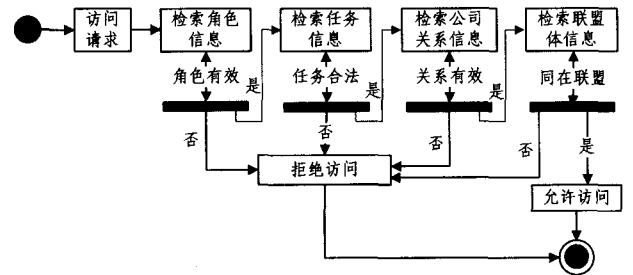 访问
请求
检索角色
信息
检索任务
信息
检索公司
关系信息
检索联盟
体信息
角色有效
是
任务合法
是
关系有效
是
同在联盟
否
否
否
否
是
拒绝访问
允许访问